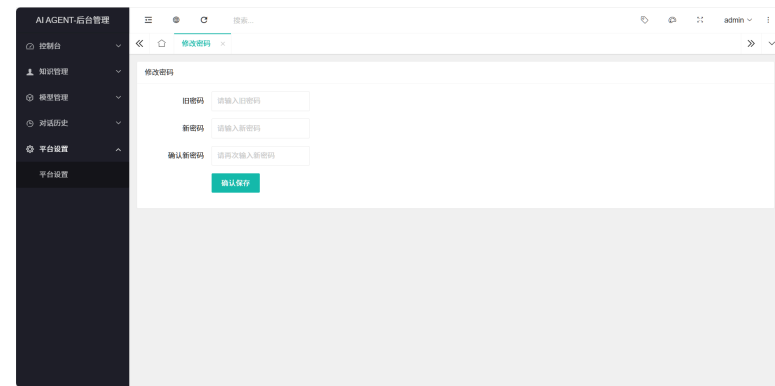 AI AGENT-后台管理
搜索...
admin
控制台
修改密码 ×
知识管理
修改密码
模型管理
旧密码 请输入旧密码
对话历史
新密码 请输入新密码
平台设置
确认新密码 请再次输入新密码
平台设置
确认保存